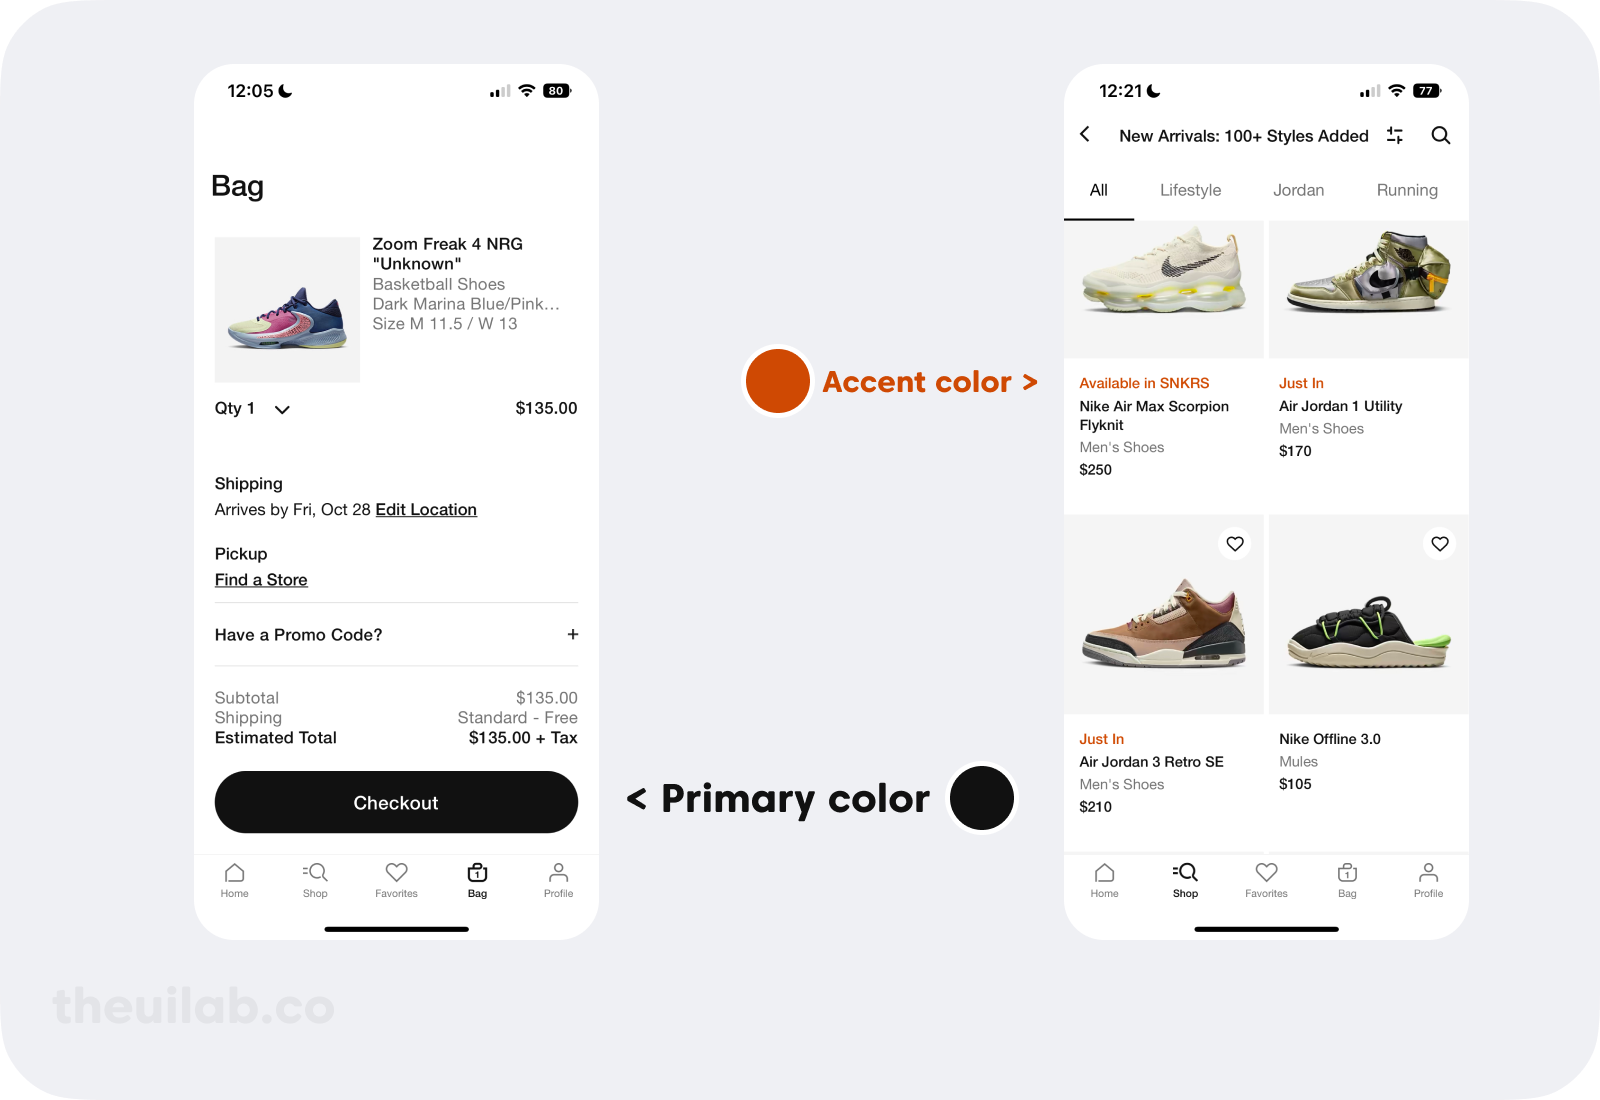 12:05
80
Bag
Zoom Freak 4 NRG
"Unknown"
Basketball Shoes
Dark Marina Blue/Pink...
Size M 11.5 / W 13
Qty 1
$135.00
Shipping
Arrives by Fri, Oct 28 Edit Location
Pickup
Find a Store
Have a Promo Code? +
Subtotal $135.00
Shipping Standard - Free
Estimated Total $135.00 + Tax
Checkout
Home
Shop
Favorites
1
Bag
Profile
Accent color >
< Primary color
12:21
77
New Arrivals: 100+ Styles Added
All
Lifestyle
Jordan
Running
Available in SNKRS
Nike Air Max Scorpion
Flyknit
Men's Shoes
$250
Just In
Air Jordan 1 Utility
Men's Shoes
$170
Just In
Air Jordan 3 Retro SE
Men's Shoes
$210
Nike Offline 3.0
Mules
$105
Home
Shop
Favorites
1
Bag
Profile
theuilab.co